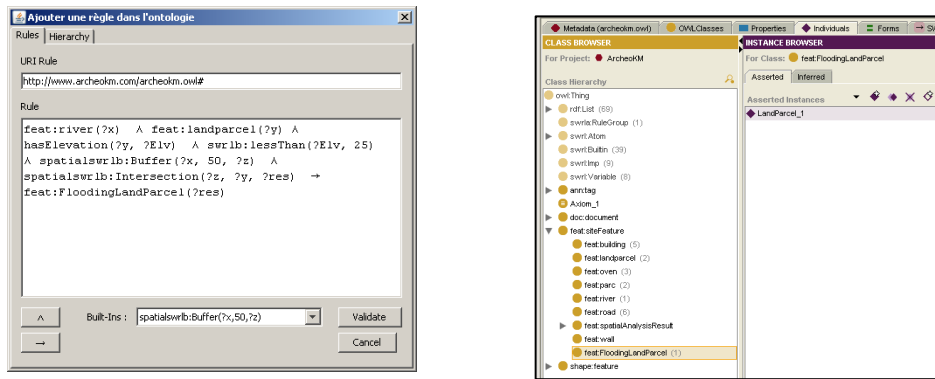 Ajouter une règle dans l'ontologie
Rules Hierarchy
URI Rule
http://www.archeokm.com/archeokm.owl#
Rule
feat:river(?x) ∧ feat:landparcel(?y) ∧
hasElevation(?y, ?Elv) ∧ swrlb:lessThan(?Elv, 25)
∧ spatialswrlb:Buffer(?x, 50, ?z) ∧
spatialswrlb:Intersection(?z, ?y, ?res) →
feat:FloodingLandParcel(?res)
∧ Built-Ins : spatialswrlb:Buffer(?x,50,?z) Validate
→ Cancel
Metadata (archeokm.owl) OWLClasses Properties Individuals Forms
CLASS BROWSER
For Project: ArcheoKM
Class Hierarchy
owl:Thing
rdf:List (69)
swrla:RuleGroup (1)
swrl:Atom
swrl:Builtin (39)
swrl:Imp (9)
swrl:Variable (8)
ann:tag
Axiom_1
doc:document
feat:siteFeature
feat:building (5)
feat:landparcel (2)
feat:oven (3)
feat:parc (2)
feat:river (1)
feat:road (6)
feat:spatialAnalysisResult
feat:wall
feat:FloodingLandParcel (1)
shape:feature
INSTANCE BROWSER
For Class: feat:FloodingLandParcel
Asserted Inferred
Asserted Instances
LandParcel_1